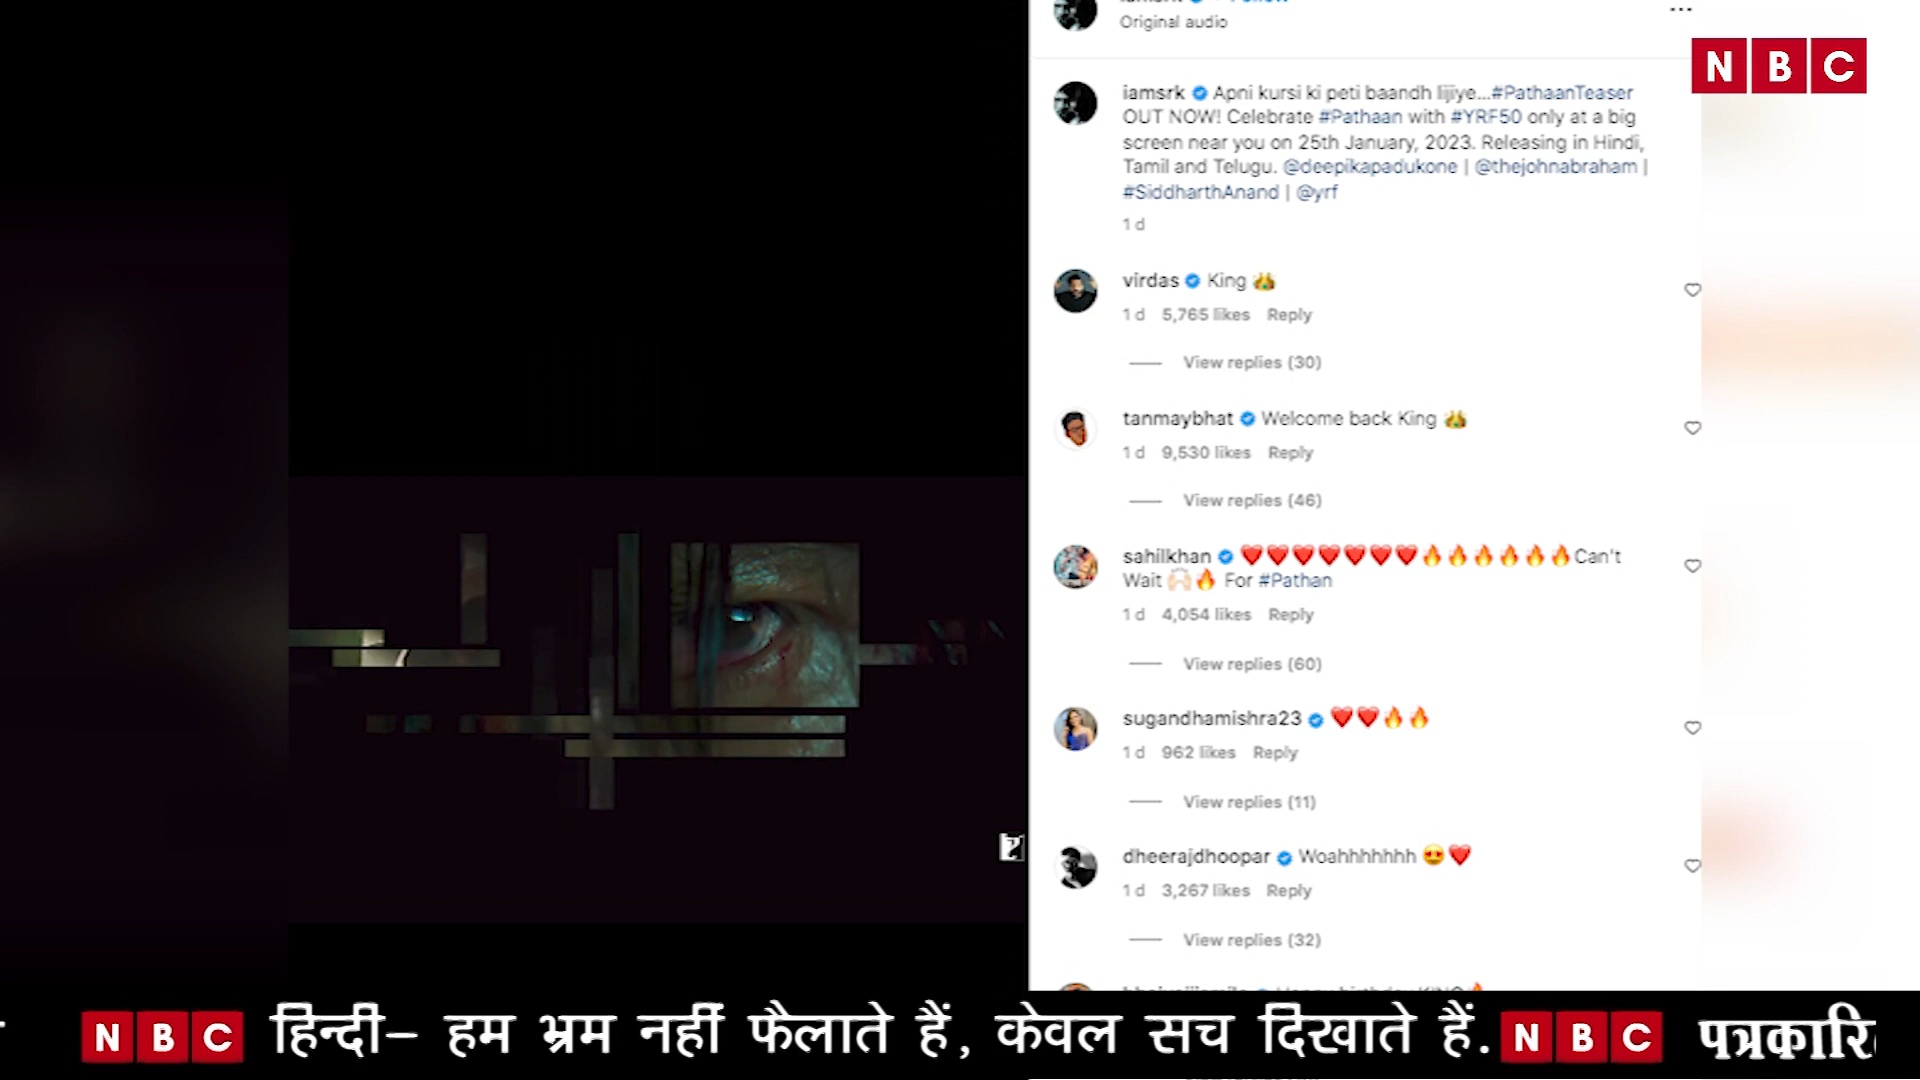 Original audio
NBC
iamsrk Apni kursi ki peti baandh lijiye...#PathaanTeaser
OUT NOW! Celebrate #Pathaan with #YRF50 only at a big
screen near you on 25th January, 2023. Releasing in Hindi,
Tamil and Telugu. @deepikapadukone | @thejohnabraham |
#SiddharthAnand | @yrf
1 d
virdas King 👑
1 d 5,765 likes Reply
View replies (30)
tanmaybhat Welcome back King 👑
1 d 9,530 likes Reply
View replies (46)
sahilkhan ❤️❤️❤️❤️❤️❤️❤️🔥🔥🔥🔥🔥🔥Can't
Wait 🙌🏻🔥 For #Pathan
1 d 4,054 likes Reply
View replies (60)
sugandhamishra23 ❤️❤️🔥🔥
1 d 962 likes Reply
View replies (11)
dheerajdhoopar Woahhhhhhh 😍❤️
1 d 3,267 likes Reply
View replies (32)
NBC हिन्दी– हम भ्रम नहीं फैलाते हैं, केवल सच दिखाते हैं. NBC